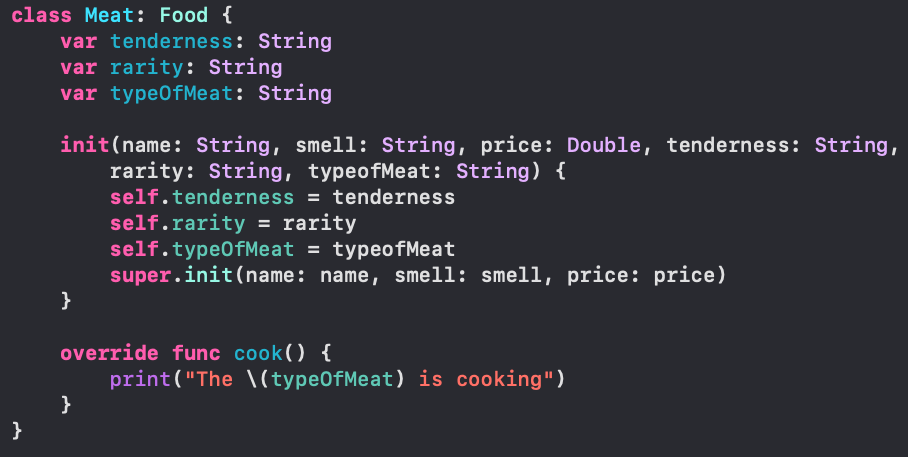 class Meat: Food {
    var tenderness: String
    var rarity: String
    var typeOfMeat: String

    init(name: String, smell: String, price: Double, tenderness: String,
        rarity: String, typeofMeat: String) {
        self.tenderness = tenderness
        self.rarity = rarity
        self.typeOfMeat = typeofMeat
        super.init(name: name, smell: smell, price: price)
    }

    override func cook() {
        print("The \(typeOfMeat) is cooking")
    }
}